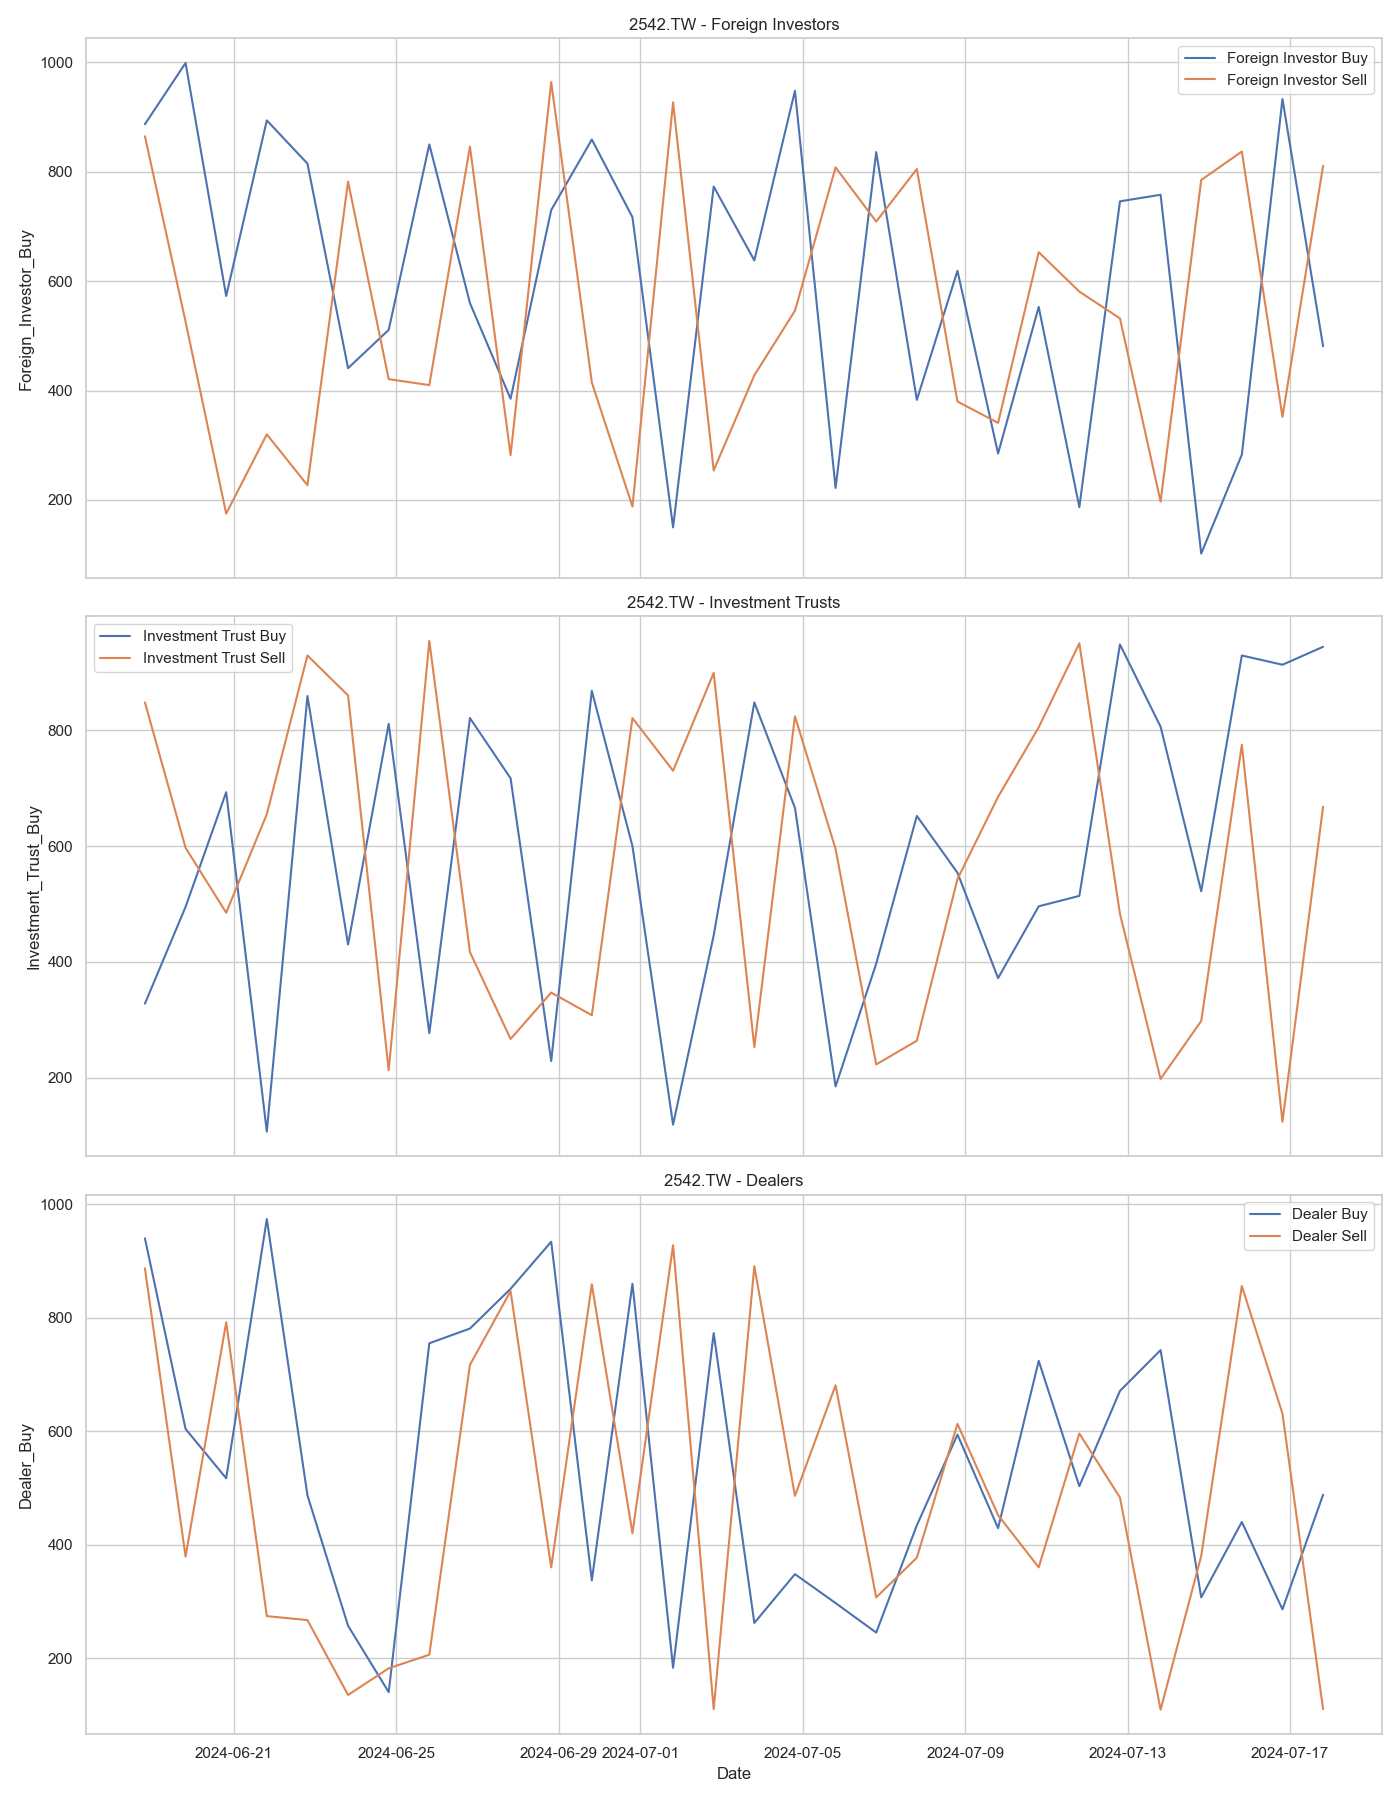 2542.TW - Foreign Investors
Foreign Investor Buy
Foreign Investor Sell
Foreign_Investor_Buy
1000
800
600
400
200
2542.TW - Investment Trusts
Investment Trust Buy
Investment Trust Sell
Investment_Trust_Buy
800
600
400
200
2542.TW - Dealers
Dealer Buy
Dealer Sell
Dealer_Buy
1000
800
600
400
200
2024-06-21 2024-06-25 2024-06-29 2024-07-01 2024-07-05 2024-07-09 2024-07-13 2024-07-17
Date